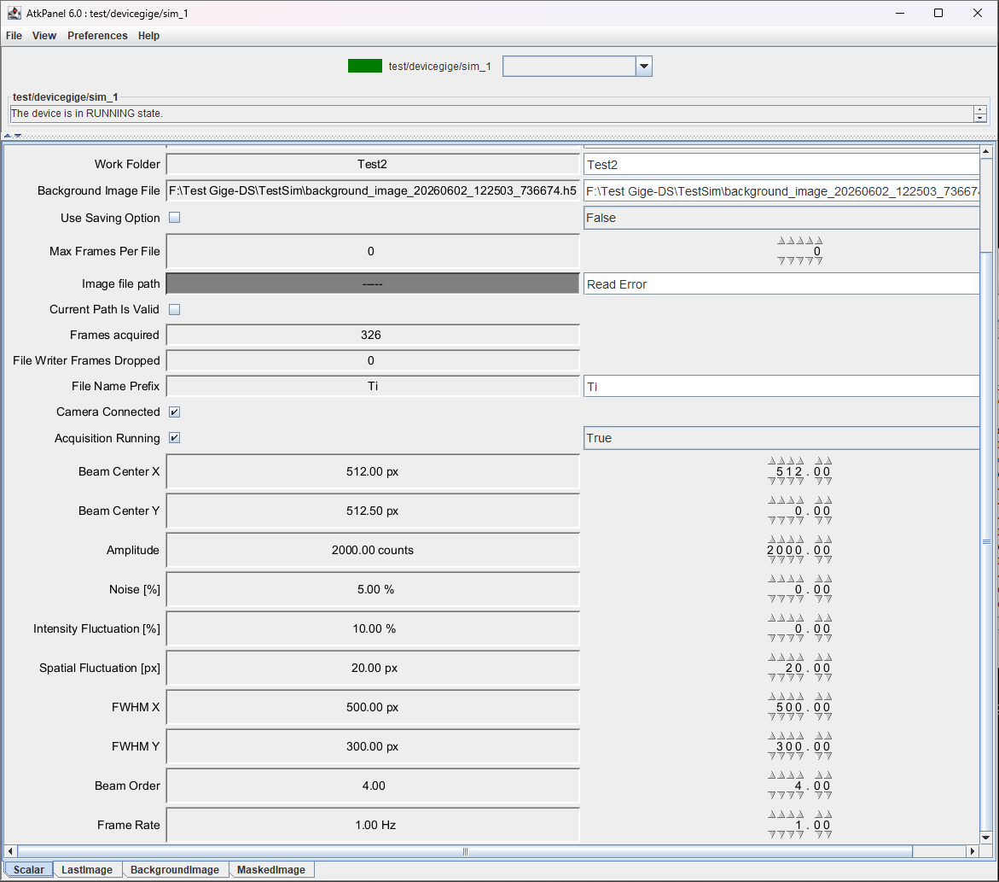 AtkPanel 6.0 : test/devicegige/sim_1
File View Preferences Help
test/devicegige/sim_1
test/devicegige/sim_1
The device is in RUNNING state.
Work Folder Test2 Test2
Background Image File F:\Test Gige-DS\TestSim\background_image_20260602_122503_736674.h5 F:\Test Gige-DS\TestSim\background_image_20260602_122503_736674
Use Saving Option False
Max Frames Per File 0 0
Image file path ----- Read Error
Current Path Is Valid
Frames acquired 326
File Writer Frames Dropped 0
File Name Prefix Ti Ti
Camera Connected
Acquisition Running True
Beam Center X 512.00 px 512.00
Beam Center Y 512.50 px 0.00
Amplitude 2000.00 counts 2000.00
Noise [%] 5.00 % 0.00
Intensity Fluctuation [%] 10.00 % 0.00
Spatial Fluctuation [px] 20.00 px 20.00
FWHM X 500.00 px 500.00
FWHM Y 300.00 px 300.00
Beam Order 4.00 4.00
Frame Rate 1.00 Hz 1.00
Scalar LastImage BackgroundImage MaskedImage